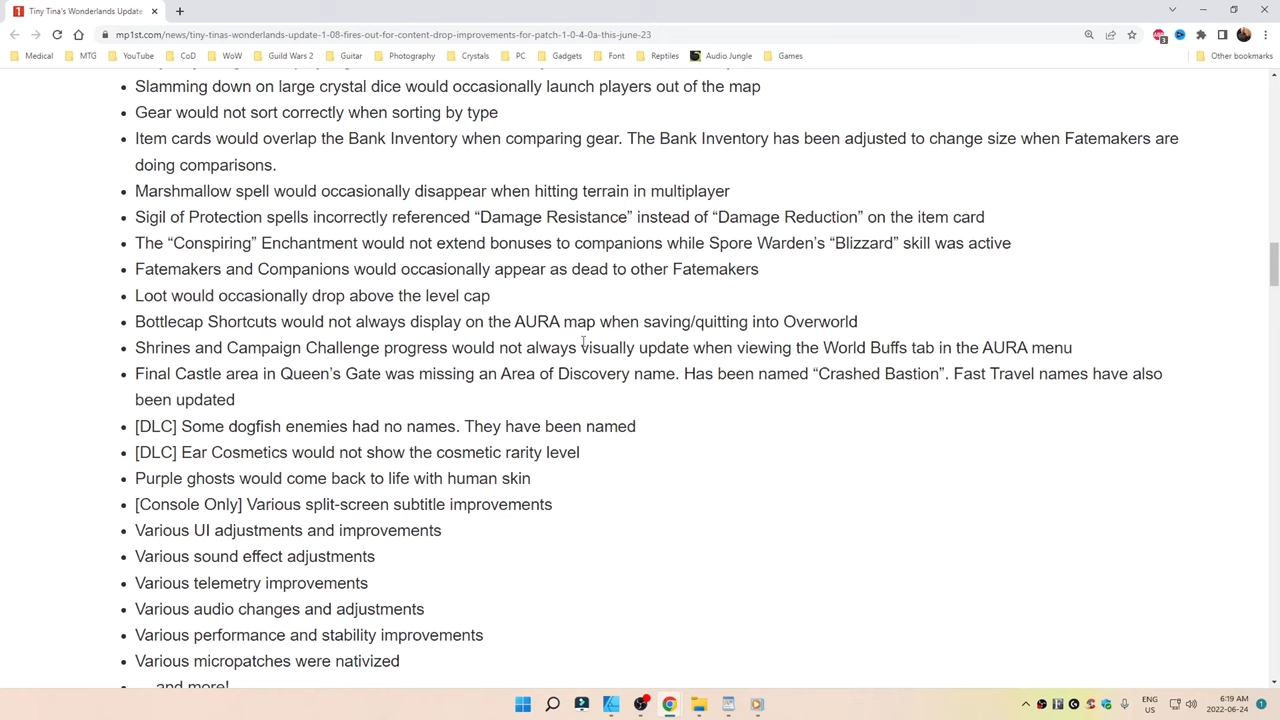 Tiny Tina's Wonderlands Update
mp1st.com/news/tiny-tinas-wonderlands-update-1-08-fires-out-for-content-drop-improvements-for-patch-1-0-4-0a-this-june-23
3
Medical MTG YouTube CoD WoW Guild Wars 2 Guitar Photography Crystals PC Gadgets Font Reptiles Audio Jungle Games Other bookmarks
• Slamming down on large crystal dice would occasionally launch players out of the map
• Gear would not sort correctly when sorting by type
• Item cards would overlap the Bank Inventory when comparing gear. The Bank Inventory has been adjusted to change size when Fatemakers are
doing comparisons.
• Marshmallow spell would occasionally disappear when hitting terrain in multiplayer
• Sigil of Protection spells incorrectly referenced “Damage Resistance” instead of “Damage Reduction” on the item card
• The “Conspiring” Enchantment would not extend bonuses to companions while Spore Warden’s “Blizzard” skill was active
• Fatemakers and Companions would occasionally appear as dead to other Fatemakers
• Loot would occasionally drop above the level cap
• Bottlecap Shortcuts would not always display on the AURA map when saving/quitting into Overworld
• Shrines and Campaign Challenge progress would not always visually update when viewing the World Buffs tab in the AURA menu
• Final Castle area in Queen’s Gate was missing an Area of Discovery name. Has been named “Crashed Bastion”. Fast Travel names have also
been updated
• [DLC] Some dogfish enemies had no names. They have been named
• [DLC] Ear Cosmetics would not show the cosmetic rarity level
• Purple ghosts would come back to life with human skin
• [Console Only] Various split-screen subtitle improvements
• Various UI adjustments and improvements
• Various sound effect adjustments
• Various telemetry improvements
• Various audio changes and adjustments
• Various performance and stability improvements
• Various micropatches were nativized
• ...and more!
ENG
US
6:19 AM
2022-06-24
1